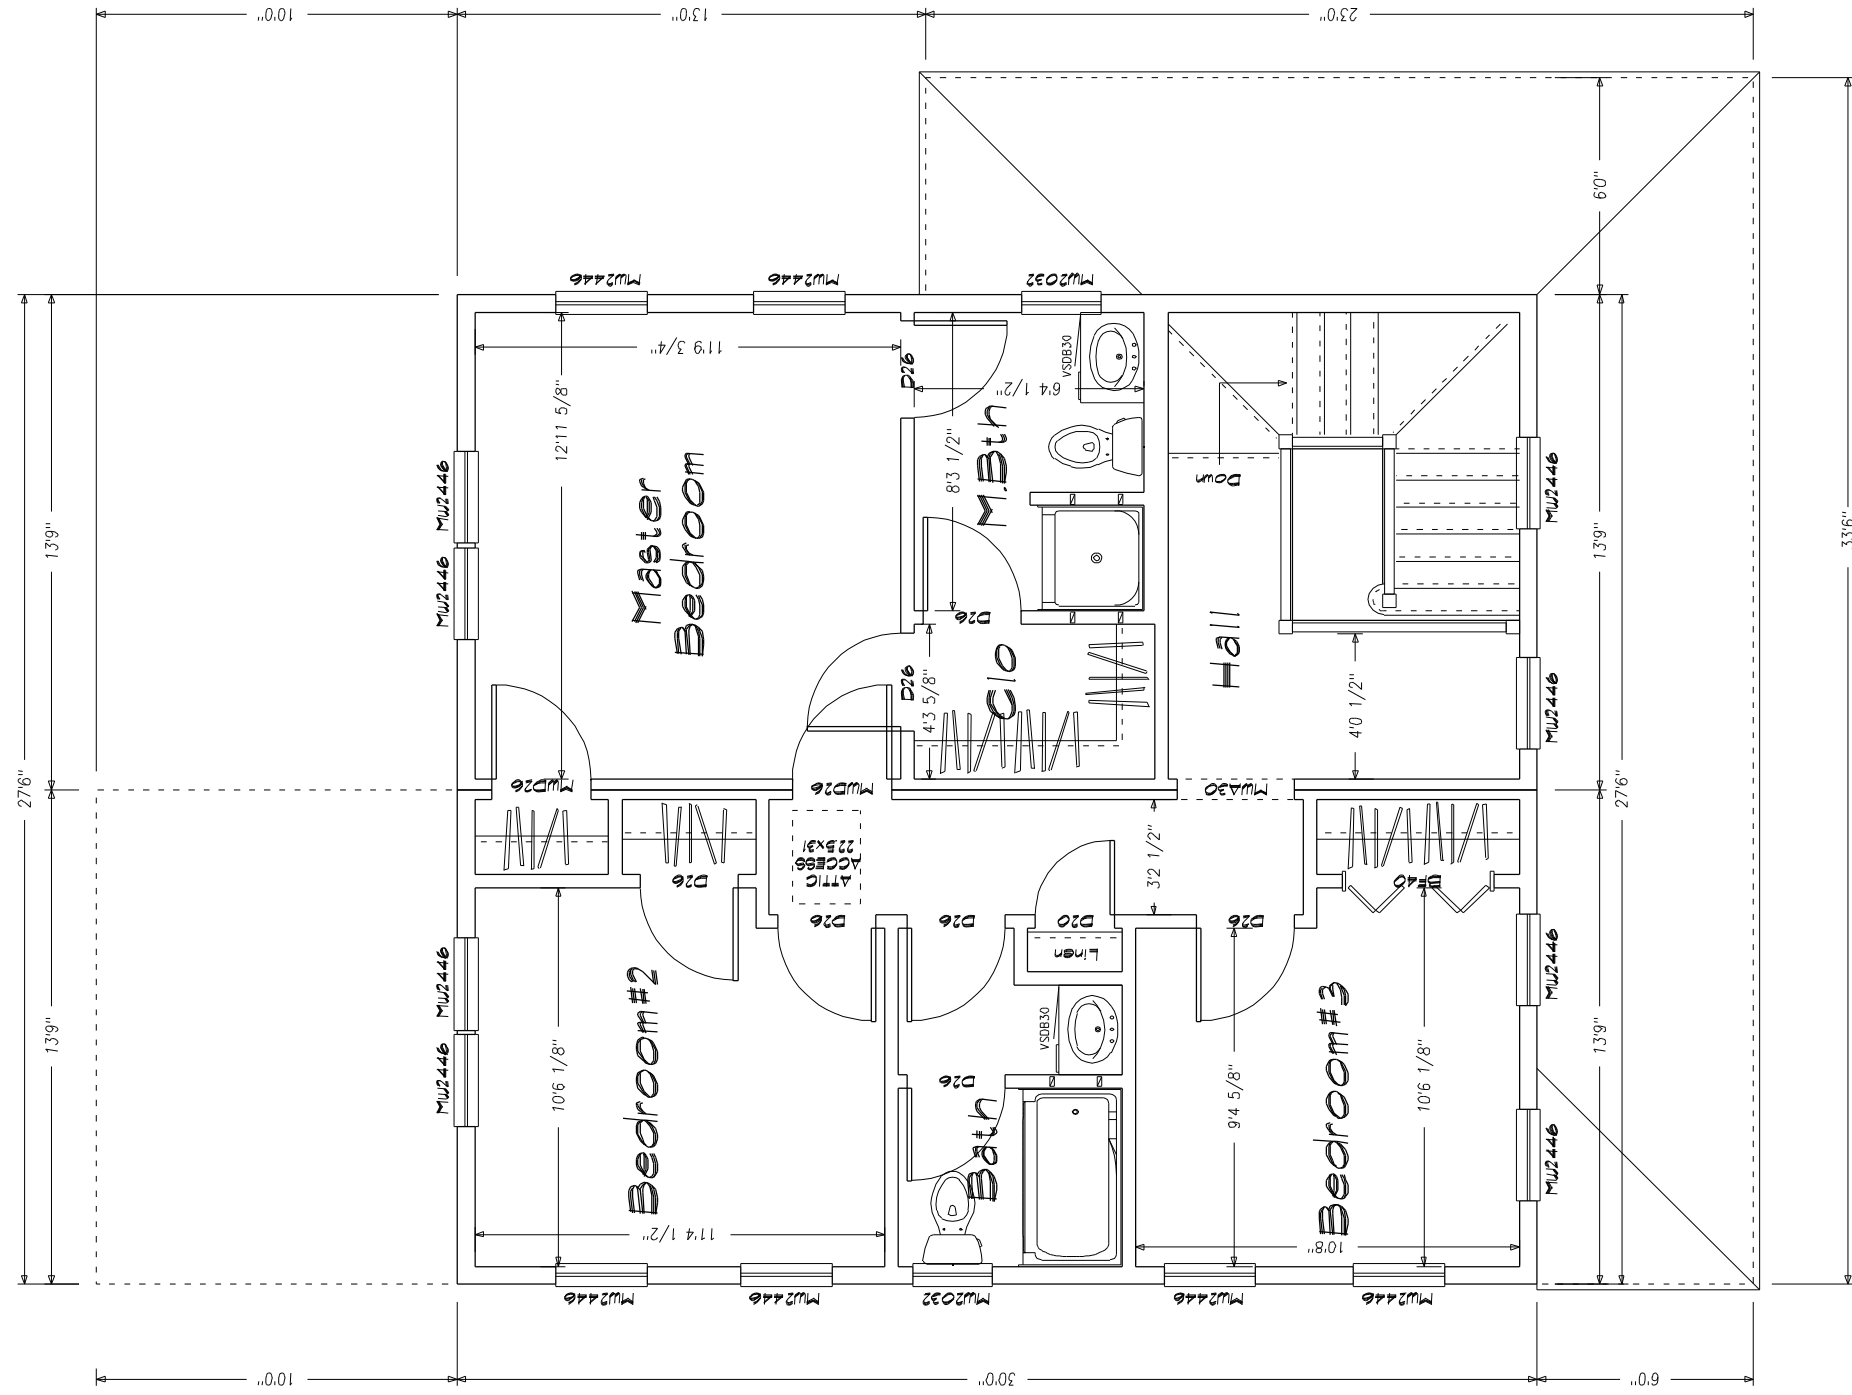 10'0"
13'0"
23'0"
6'0"
MW2446
MW2446
MW2032
11'9 3/4"
D26
VSDB30
6'4 1/2"
12'11 5/8"
8'3 1/2"
M.Bth
Down
MW2446
MW2446
MW2446
Master
Bedroom
13'9"
13'9"
33'6"
D26
Hall
D26
Clo
4'3 5/8"
4'0 1/2"
MW2446
27'6"
27'6"
MWD26
MWD26
MWA30
ATTIC
ACCESS
22.5x31
3'2 1/2"
D26
BF40
D26
D26
D20
D26
Linen
MW2446
MW2446
MW2446
Bedroom#2
VSDB30
Bedroom#3
13'9"
13'9"
10'6 1/8"
9'4 5/8"
10'6 1/8"
D26
Bath
MW2446
11'4 1/2"
10'8"
MW2446
MW2446
MW2032
MW2446
MW2446
10'0"
30'0"
6'0"